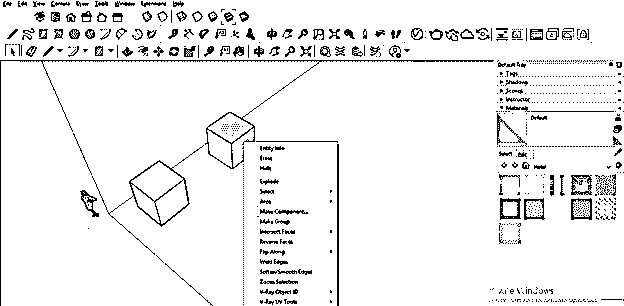 File Edit View Camera Draw Tools Window Extensions Help
Default Tray
Tags
Shadows
Scenes
Instructor
Materials
Default
Select Edit
Metal
Entity Info
Erase
Hide
Explode
Select
Area
Make Component...
Make Group
Intersect Faces
Reverse Faces
Flip Along
Weld Edges
Soften/Smooth Edges
Zoom Selection
V-Ray Object ID
V-Ray UV Tools